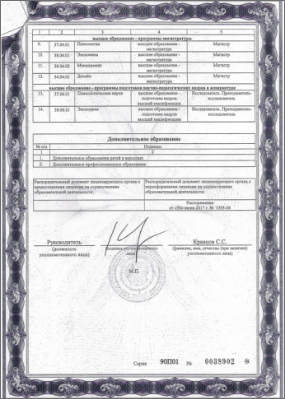 1 2 3 4 5
высшее образование - программы магистратуры
9. 37.04.01 Психология высшее образование - магистратура Магистр
10. 38.04.01 Экономика высшее образование - магистратура Магистр
11. 38.04.02 Менеджмент высшее образование - магистратура Магистр
12. 54.04.01 Дизайн высшее образование - магистратура Магистр
высшее образование - программы подготовки научно-педагогических кадров в аспирантуре
13. 37.06.01 Психологические науки высшее образование - подготовка кадров высшей квалификации Исследователь. Преподаватель-исследователь
14. 38.06.01 Экономика высшее образование - подготовка кадров высшей квалификации Исследователь. Преподаватель-исследователь
Дополнительное образование
№ п/п Подвиды
1 2
1. Дополнительное образование детей и взрослых
2. Дополнительное профессиональное образование
Распорядительный документ лицензирующего органа о предоставлении лицензии на осуществление образовательной деятельности:
Распорядительный документ лицензирующего органа о переоформлении лицензии на осуществление образовательной деятельности:
Распоряжение
2017 г. №
Руководитель
(должность уполномоченного лица)
(подпись уполномоченного лица)
Кравцов С.С.
(фамилия, имя, отчество (при наличии) уполномоченного лица)
М.П.
Серия 90П01 № 0038902 *